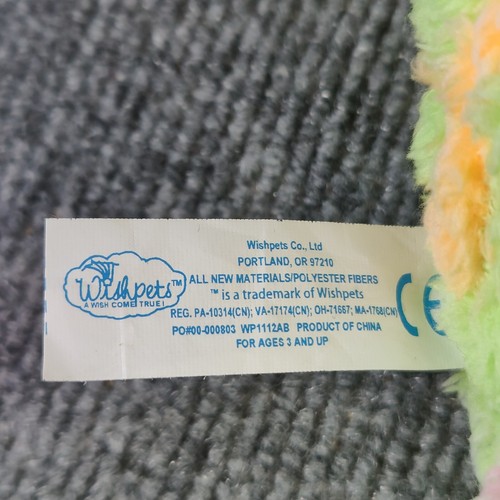 Wishpets™
A WISH COME TRUE!
Wishpets Co., Ltd
PORTLAND, OR 97210
ALL NEW MATERIALS/POLYESTER FIBERS
™ is a trademark of Wishpets
REG. PA-10314(CN); VA-17174(CN); OH-71657; MA-1768(CN)
PO#00-000803 WP1112AB PRODUCT OF CHINA
FOR AGES 3 AND UP
CE